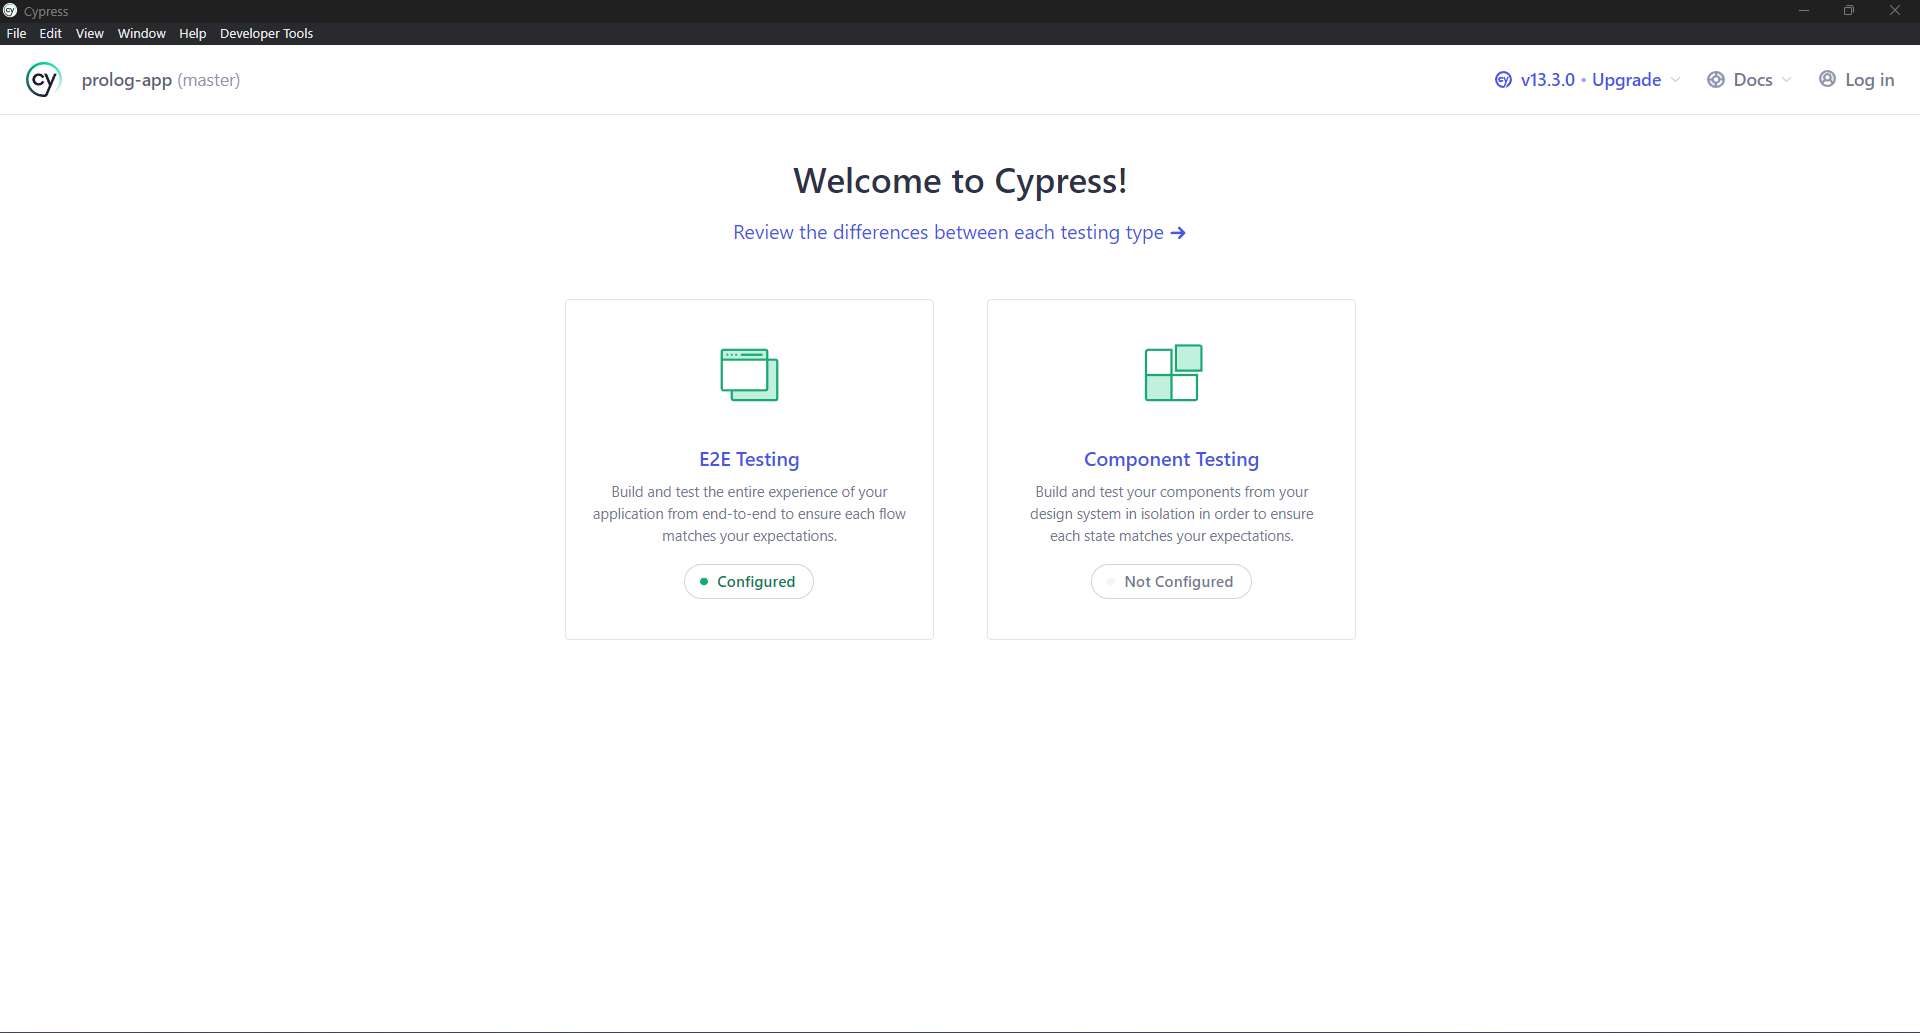 Cypress
File Edit View Window Help Developer Tools
cy prolog-app (master) v13.3.0 • Upgrade Docs Log in
Welcome to Cypress!
Review the differences between each testing type →
E2E Testing
Build and test the entire experience of your
application from end-to-end to ensure each flow
matches your expectations.
Configured
Component Testing
Build and test your components from your
design system in isolation in order to ensure
each state matches your expectations.
Not Configured